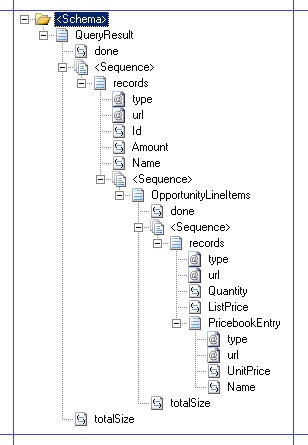 <Schema>
QueryResult
done
<Sequence>
records
type
url
Id
Amount
Name
<Sequence>
OpportunityLineItems
done
<Sequence>
records
type
url
Quantity
ListPrice
PricebookEntry
type
url
UnitPrice
Name
totalSize
totalSize